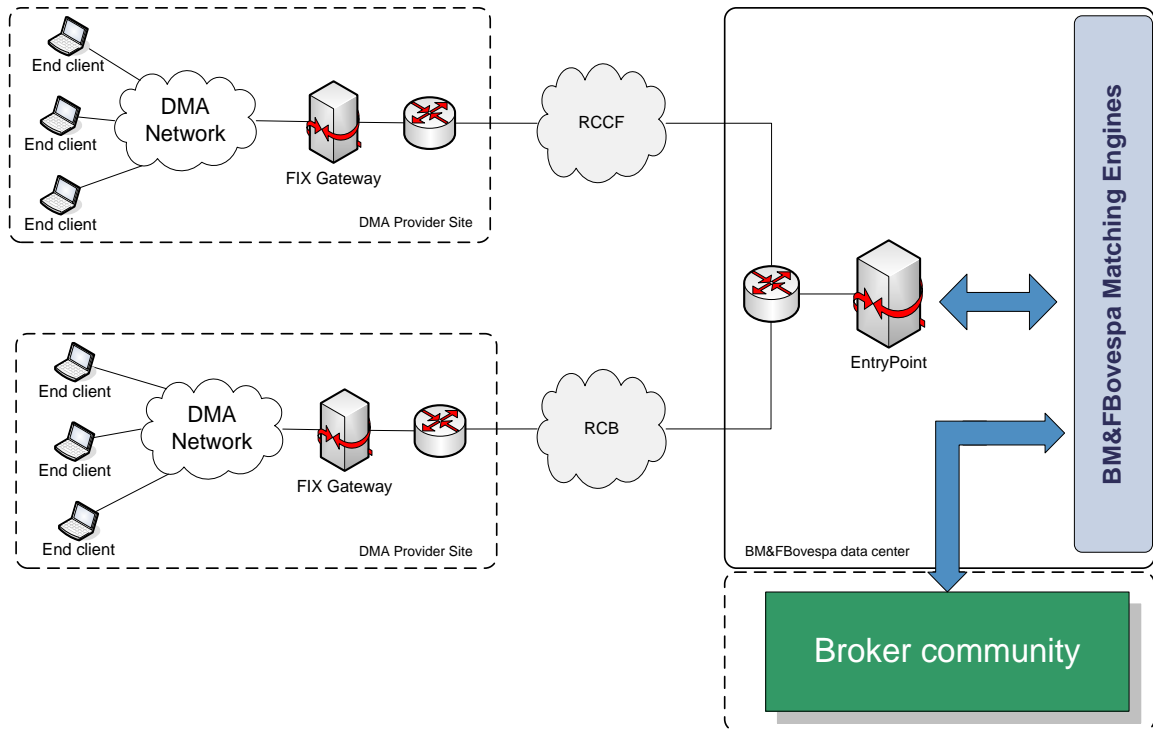 End client
End client
End client
DMA
Network
FIX Gateway
DMA Provider Site
RCCF
End client
End client
End client
DMA
Network
FIX Gateway
DMA Provider Site
RCB
EntryPoint
BM&FBovespa Matching Engines
BM&FBovespa data center
Broker community